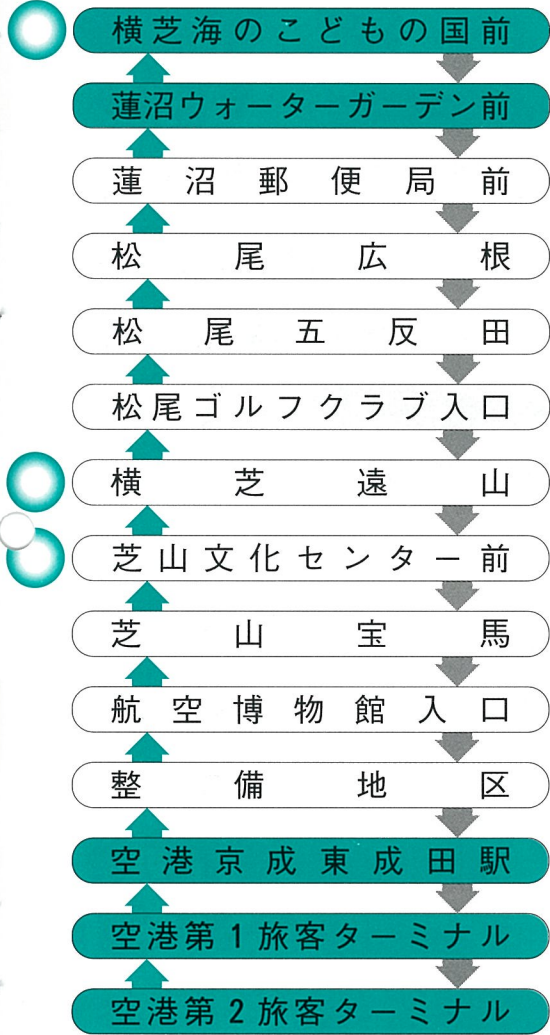 横芝海のこどもの国前
蓮沼ウォーターガーデン前
蓮沼郵便局前
松尾広根
松尾五反田
松尾ゴルフクラブ入口
横芝遠山
芝山文化センター前
芝山宝馬
航空博物館入口
整備地区
空港京成東成田駅
空港第1旅客ターミナル
空港第2旅客ターミナル